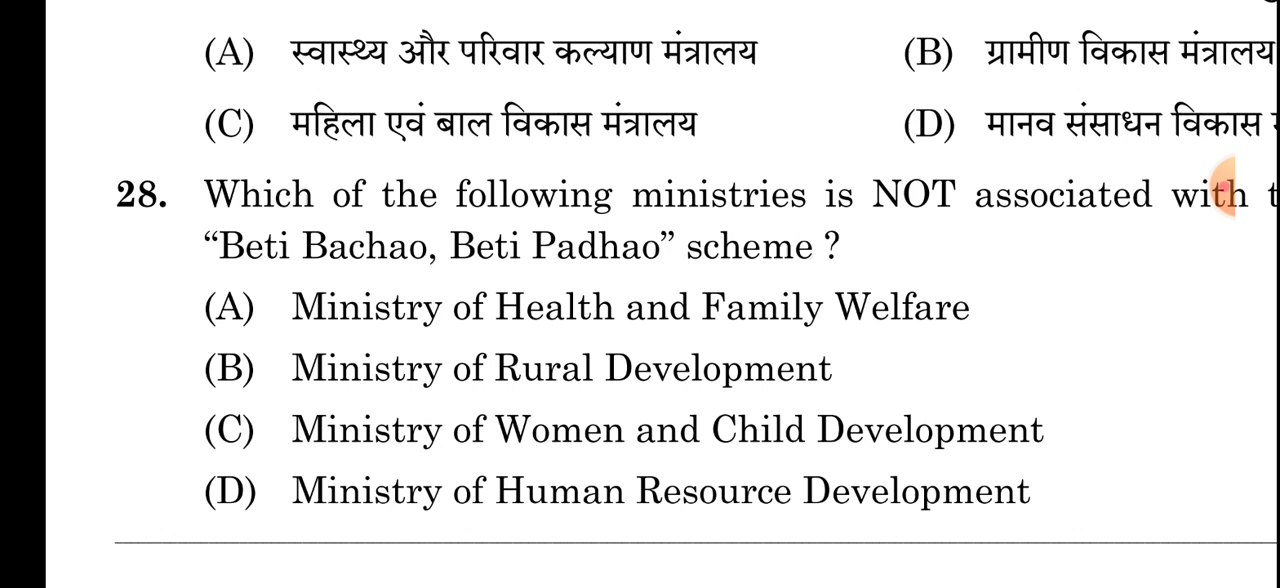 (A) स्वास्थ्य और परिवार कल्याण मंत्रालय (B) ग्रामीण विकास मंत्रालय
(C) महिला एवं बाल विकास मंत्रालय (D) मानव संसाधन विकास
28. Which of the following ministries is NOT associated with
“Beti Bachao, Beti Padhao” scheme ?
(A) Ministry of Health and Family Welfare
(B) Ministry of Rural Development
(C) Ministry of Women and Child Development
(D) Ministry of Human Resource Development